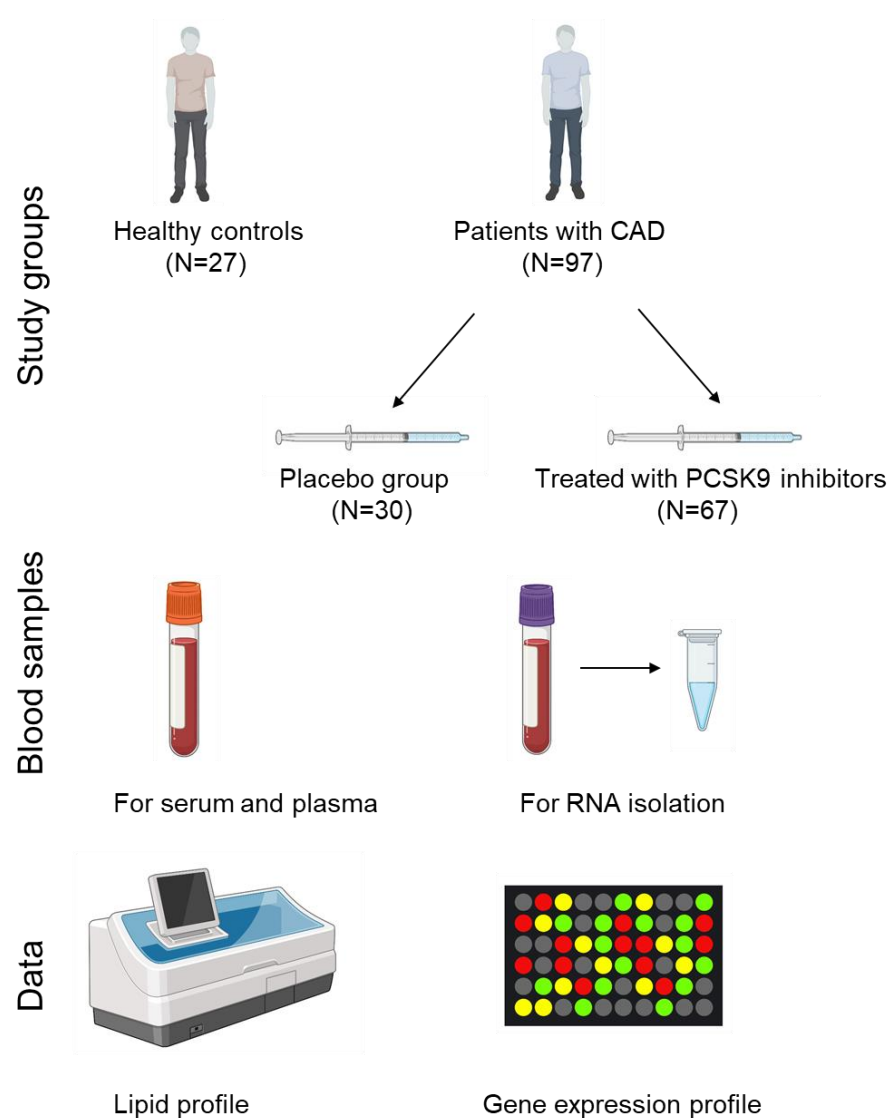 Study groups
Healthy controls
(N=27)
Patients with CAD
(N=97)
Placebo group
(N=30)
Treated with PCSK9 inhibitors
(N=67)
Blood samples
For serum and plasma
For RNA isolation
Data
Lipid profile
Gene expression profile